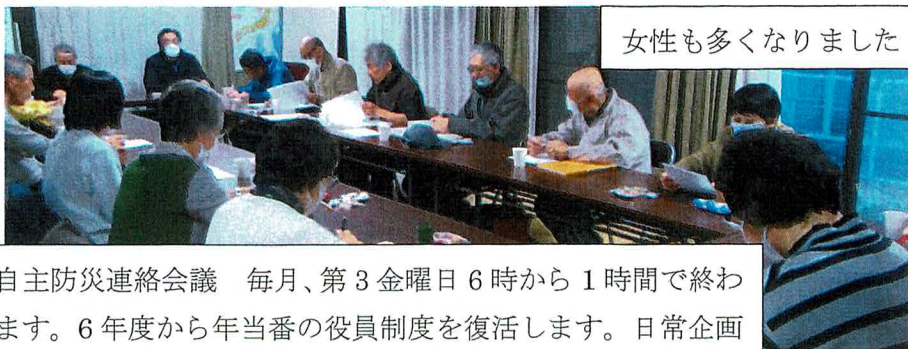 女性も多くなりました
自主防災連絡会議　毎月、第3金曜日6時から1時間で終わ
ます。6年度から年当番の役員制度を復活します。日常企画